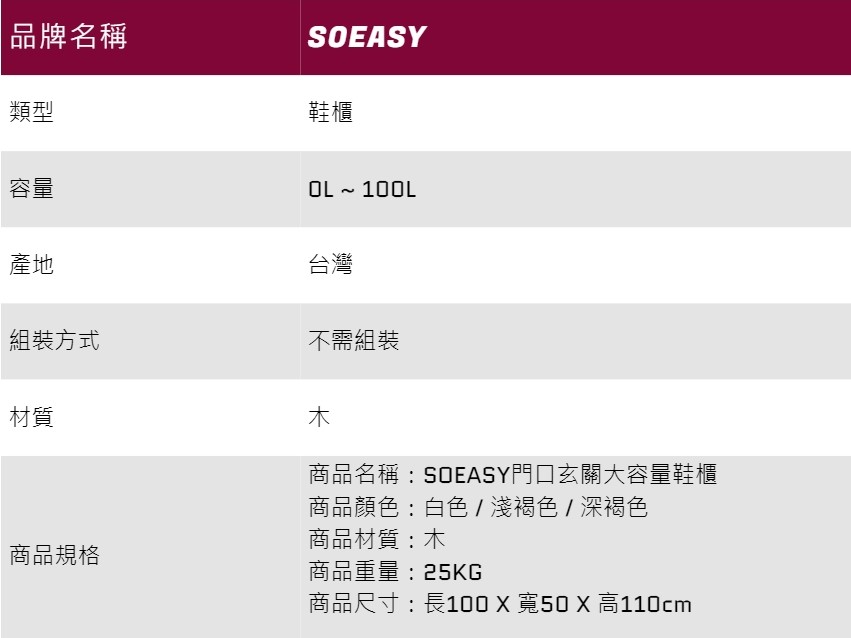 品牌名稱 SOEASY
類型 鞋櫃
容量 0L ~ 100L
產地 台灣
組裝方式 不需組裝
材質 木
商品規格
商品名稱：SOEASY門口玄關大容量鞋櫃
商品顏色：白色 / 淺褐色 / 深褐色
商品材質：木
商品重量：25KG
商品尺寸：長100 X 寬50 X 高110cm